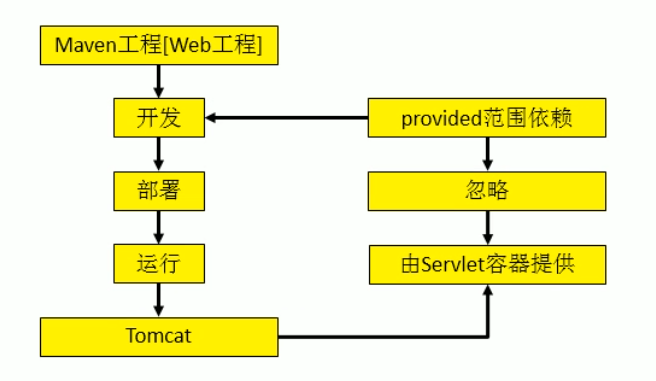 Maven工程[Web工程]
开发
provided范围依赖
部署
忽略
运行
由Servlet容器提供
Tomcat